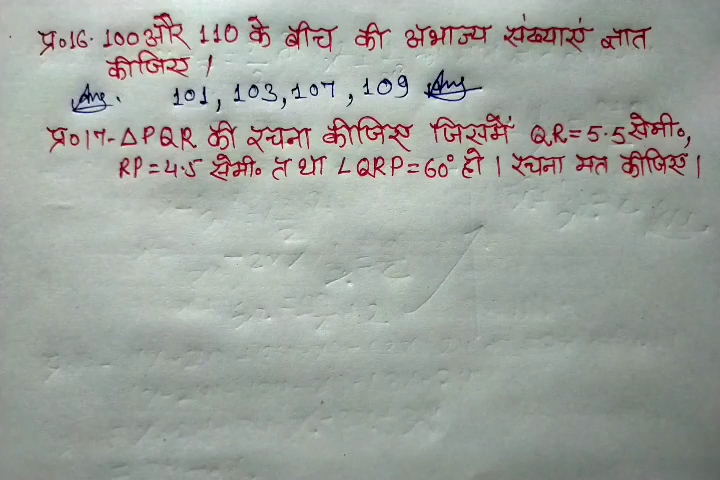 प्र०16. 100 और 110 के बीच की अभाज्य संख्याएं ज्ञात
कीजिए।
Ans. 101, 103, 107, 109 Ans
प्र०17- ΔPQR की रचना कीजिए जिसमें QR=5.5 सेमी०,
RP=4.5 सेमी० तथा ∠QRP=60° हो। रचना मत कीजिए।